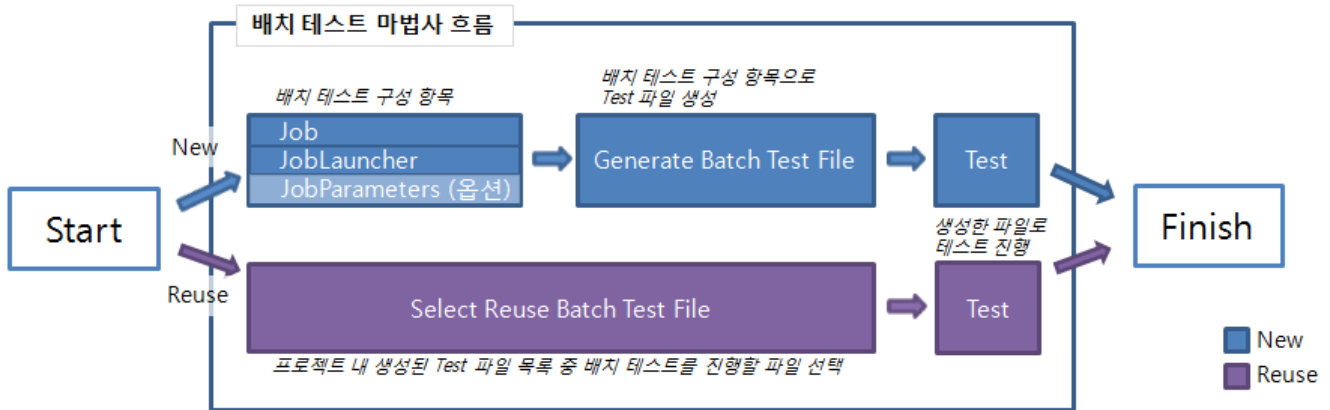 배치 테스트 마법사 흐름
배치 테스트 구성 항목
배치 테스트 구성 항목으로
Test 파일 생성
New
Job
JobLauncher
JobParameters (옵션)
Generate Batch Test File
Test
Start
Finish
생성한 파일로
테스트 진행
Reuse
Select Reuse Batch Test File
Test
프로젝트 내 생성된 Test 파일 목록 중 배치 테스트를 진행할 파일 선택
New
Reuse